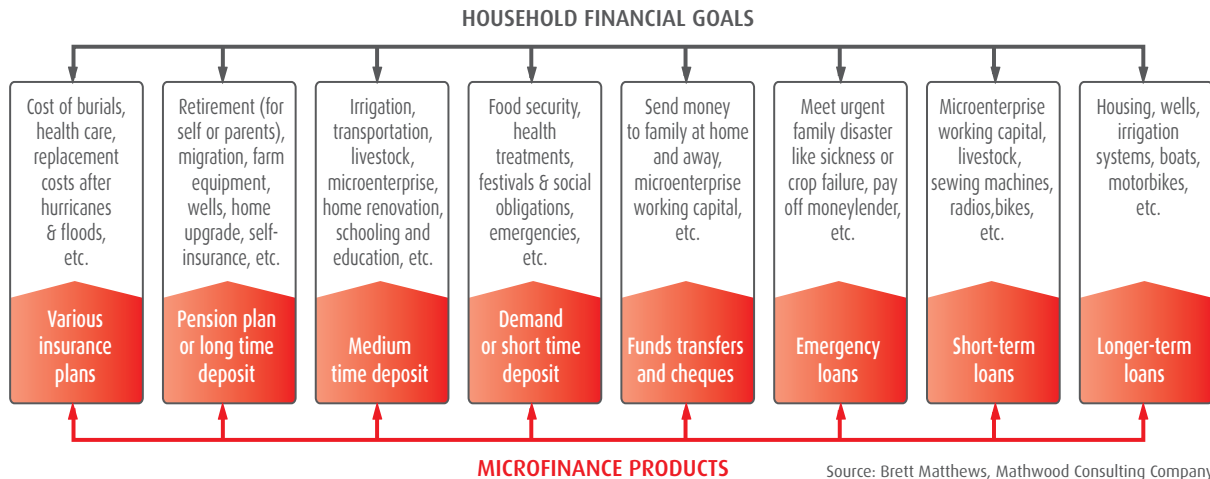 HOUSEHOLD FINANCIAL GOALS
Cost of burials,
health care,
replacement
costs after
hurricanes
& floods,
etc.
Various
insurance
plans
Retirement (for
self or parents),
migration, farm
equipment,
wells, home
upgrade, self-
insurance, etc.
Pension plan
or long time
deposit
Irrigation,
transportation,
livestock,
microenterprise,
home renovation,
schooling and
education, etc.
Medium
time deposit
Food security,
health
treatments,
festivals & social
obligations,
emergencies,
etc.
Demand
or short time
deposit
Send money
to family at home
and away,
microenterprise
working capital,
etc.
Funds transfers
and cheques
Meet urgent
family disaster
like sickness or
crop failure, pay
off moneylender,
etc.
Emergency
loans
Microenterprise
working capital,
livestock,
sewing machines,
radios,bikes,
etc.
Short-term
loans
Housing, wells,
irrigation
systems, boats,
motorbikes,
etc.
Longer-term
loans
MICROFINANCE PRODUCTS
Source: Brett Matthews, Mathwood Consulting Company